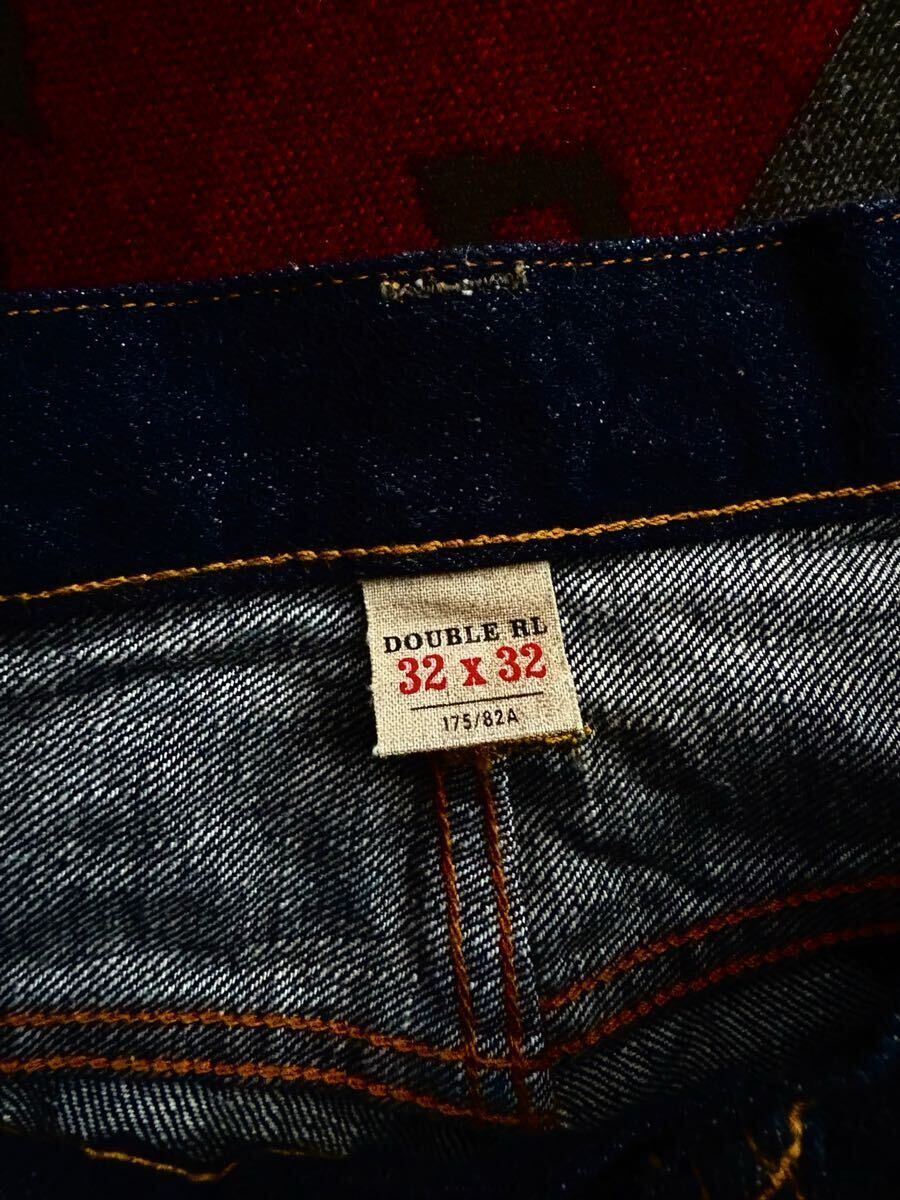 DOUBLE RL
32 x 32
175/82A